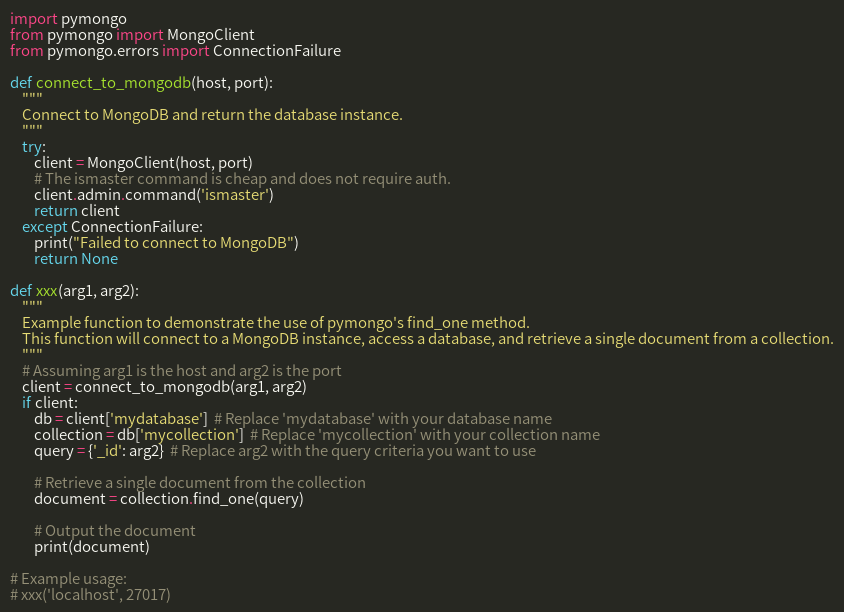 import pymongo
from pymongo import MongoClient
from pymongo.errors import ConnectionFailure

def connect_to_mongodb(host, port):
    """
    Connect to MongoDB and return the database instance.
    """
    try:
        client = MongoClient(host, port)
        # The ismaster command is cheap and does not require auth.
        client.admin.command('ismaster')
        return client
    except ConnectionFailure:
        print("Failed to connect to MongoDB")
        return None

def xxx(arg1, arg2):
    """
    Example function to demonstrate the use of pymongo's find_one method.
    This function will connect to a MongoDB instance, access a database, and retrieve a single document from a collection.
    """
    # Assuming arg1 is the host and arg2 is the port
    client = connect_to_mongodb(arg1, arg2)
    if client:
        db = client['mydatabase']  # Replace 'mydatabase' with your database name
        collection = db['mycollection']  # Replace 'mycollection' with your collection name
        query = {'_id': arg2}  # Replace arg2 with the query criteria you want to use

        # Retrieve a single document from the collection
        document = collection.find_one(query)

        # Output the document
        print(document)

# Example usage:
# xxx('localhost', 27017)